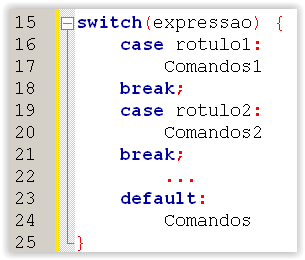 15 switch(expressao) {
16 case rotulo1:
17 Comandos1
18 break;
19 case rotulo2:
20 Comandos2
21 break;
22 ...
23 default:
24 Comandos
25 }